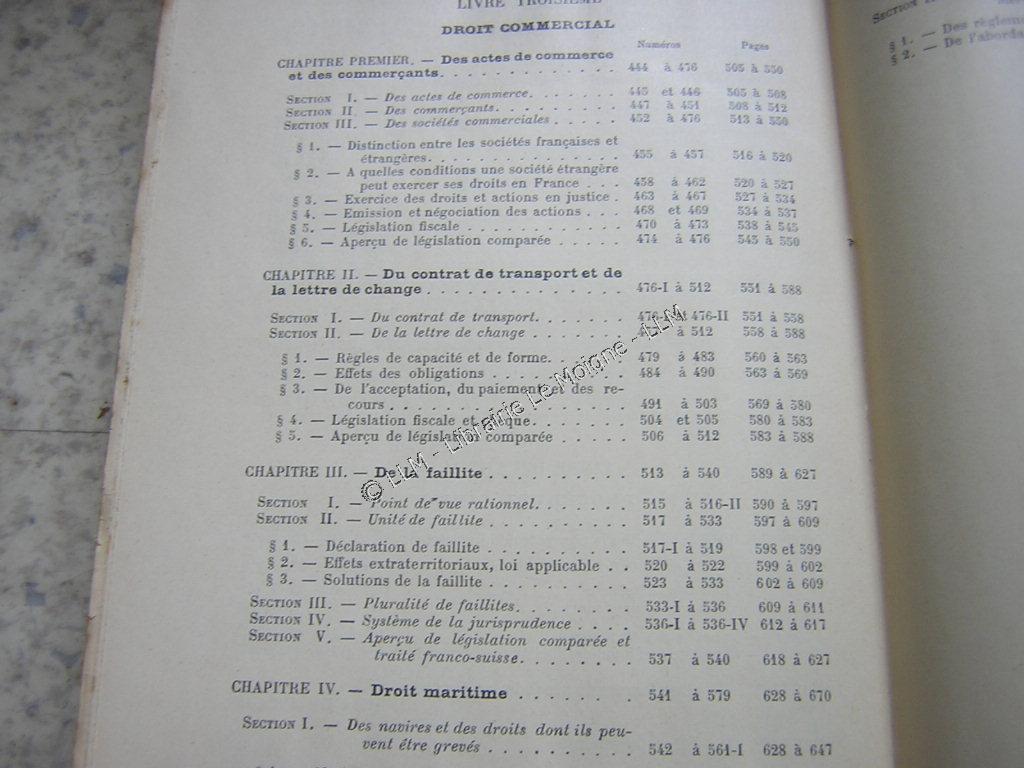 LIVRE TROISIÈME
DROIT COMMERCIAL
Numéros Pages
CHAPITRE PREMIER. — Des actes de commerce
et des commerçants. . . . . . . . . . . . . 444 à 476 505 à 550
SECTION I. — Des actes de commerce. . . . . . . 445 et 446 505 à 508
SECTION II. — Des commerçants. . . . . . . . . 447 à 451 508 à 512
SECTION III. — Des sociétés commerciales . . . . . 452 à 476 513 à 550
§ 1. — Distinction entre les sociétés françaises et
étrangères. . . . . . . . . . . . . . . 455 à 457 516 à 520
§ 2. — A quelles conditions une société étrangère
peut exercer ses droits en France . . . 458 à 462 520 à 527
§ 3. — Exercice des droits et actions en justice . 463 à 467 527 à 534
§ 4. — Emission et négociation des actions . . . 468 et 469 534 à 537
§ 5. — Législation fiscale . . . . . . . . . . . . 470 à 473 538 à 545
§ 6. — Aperçu de législation comparée . . . . . 474 à 476 545 à 550
CHAPITRE II. — Du contrat de transport et de
la lettre de change . . . . . . . . . . . . . . 476-I à 512 551 à 588
SECTION I. — Du contrat de transport. . . . . . . 476-I et 476-II 551 à 558
SECTION II. — De la lettre de change . . . . . . . à 512 558 à 588
§ 1. — Règles de capacité et de forme. . . . . . 479 à 483 560 à 563
§ 2. — Effets des obligations . . . . . . . . . . 484 à 490 563 à 569
§ 3. — De l'acceptation, du paiement et des re-
cours . . . . . . . . . . . . . . . . . 491 à 503 569 à 580
§ 4. — Législation fiscale et chèque. . . . . . . 504 et 505 580 à 583
§ 5. — Aperçu de législation comparée . . . . . 506 à 512 583 à 588
CHAPITRE III. — De la faillite . . . . . . . . . . 513 à 540 589 à 627
SECTION I. — Point de vue rationnel. . . . . . . 515 à 516-II 590 à 597
SECTION II. — Unité de faillite . . . . . . . . . . 517 à 533 597 à 609
§ 1. — Déclaration de faillite . . . . . . . . . . 517-I à 519 598 et 599
§ 2. — Effets extraterritoriaux, loi applicable . . 520 à 522 599 à 602
§ 3. — Solutions de la faillite . . . . . . . . . . 523 à 533 602 à 609
SECTION III. — Pluralité de faillites. . . . . . . . 533-I à 536 609 à 611
SECTION IV. — Système de la jurisprudence . . . . 536-I à 536-IV 612 à 617
SECTION V. — Aperçu de législation comparée et
traité franco-suisse. . . . . . . . 537 à 540 618 à 627
CHAPITRE IV. — Droit maritime . . . . . . . . 541 à 579 628 à 670
SECTION I. — Des navires et des droits dont ils peu-
vent être grevés . . . . . . . . . . 542 à 561-I 628 à 647
© LLM - Librairie Le Moigne - LLM
SECTION
§ 1. — Des règleme
§ 2. — De l'aborda